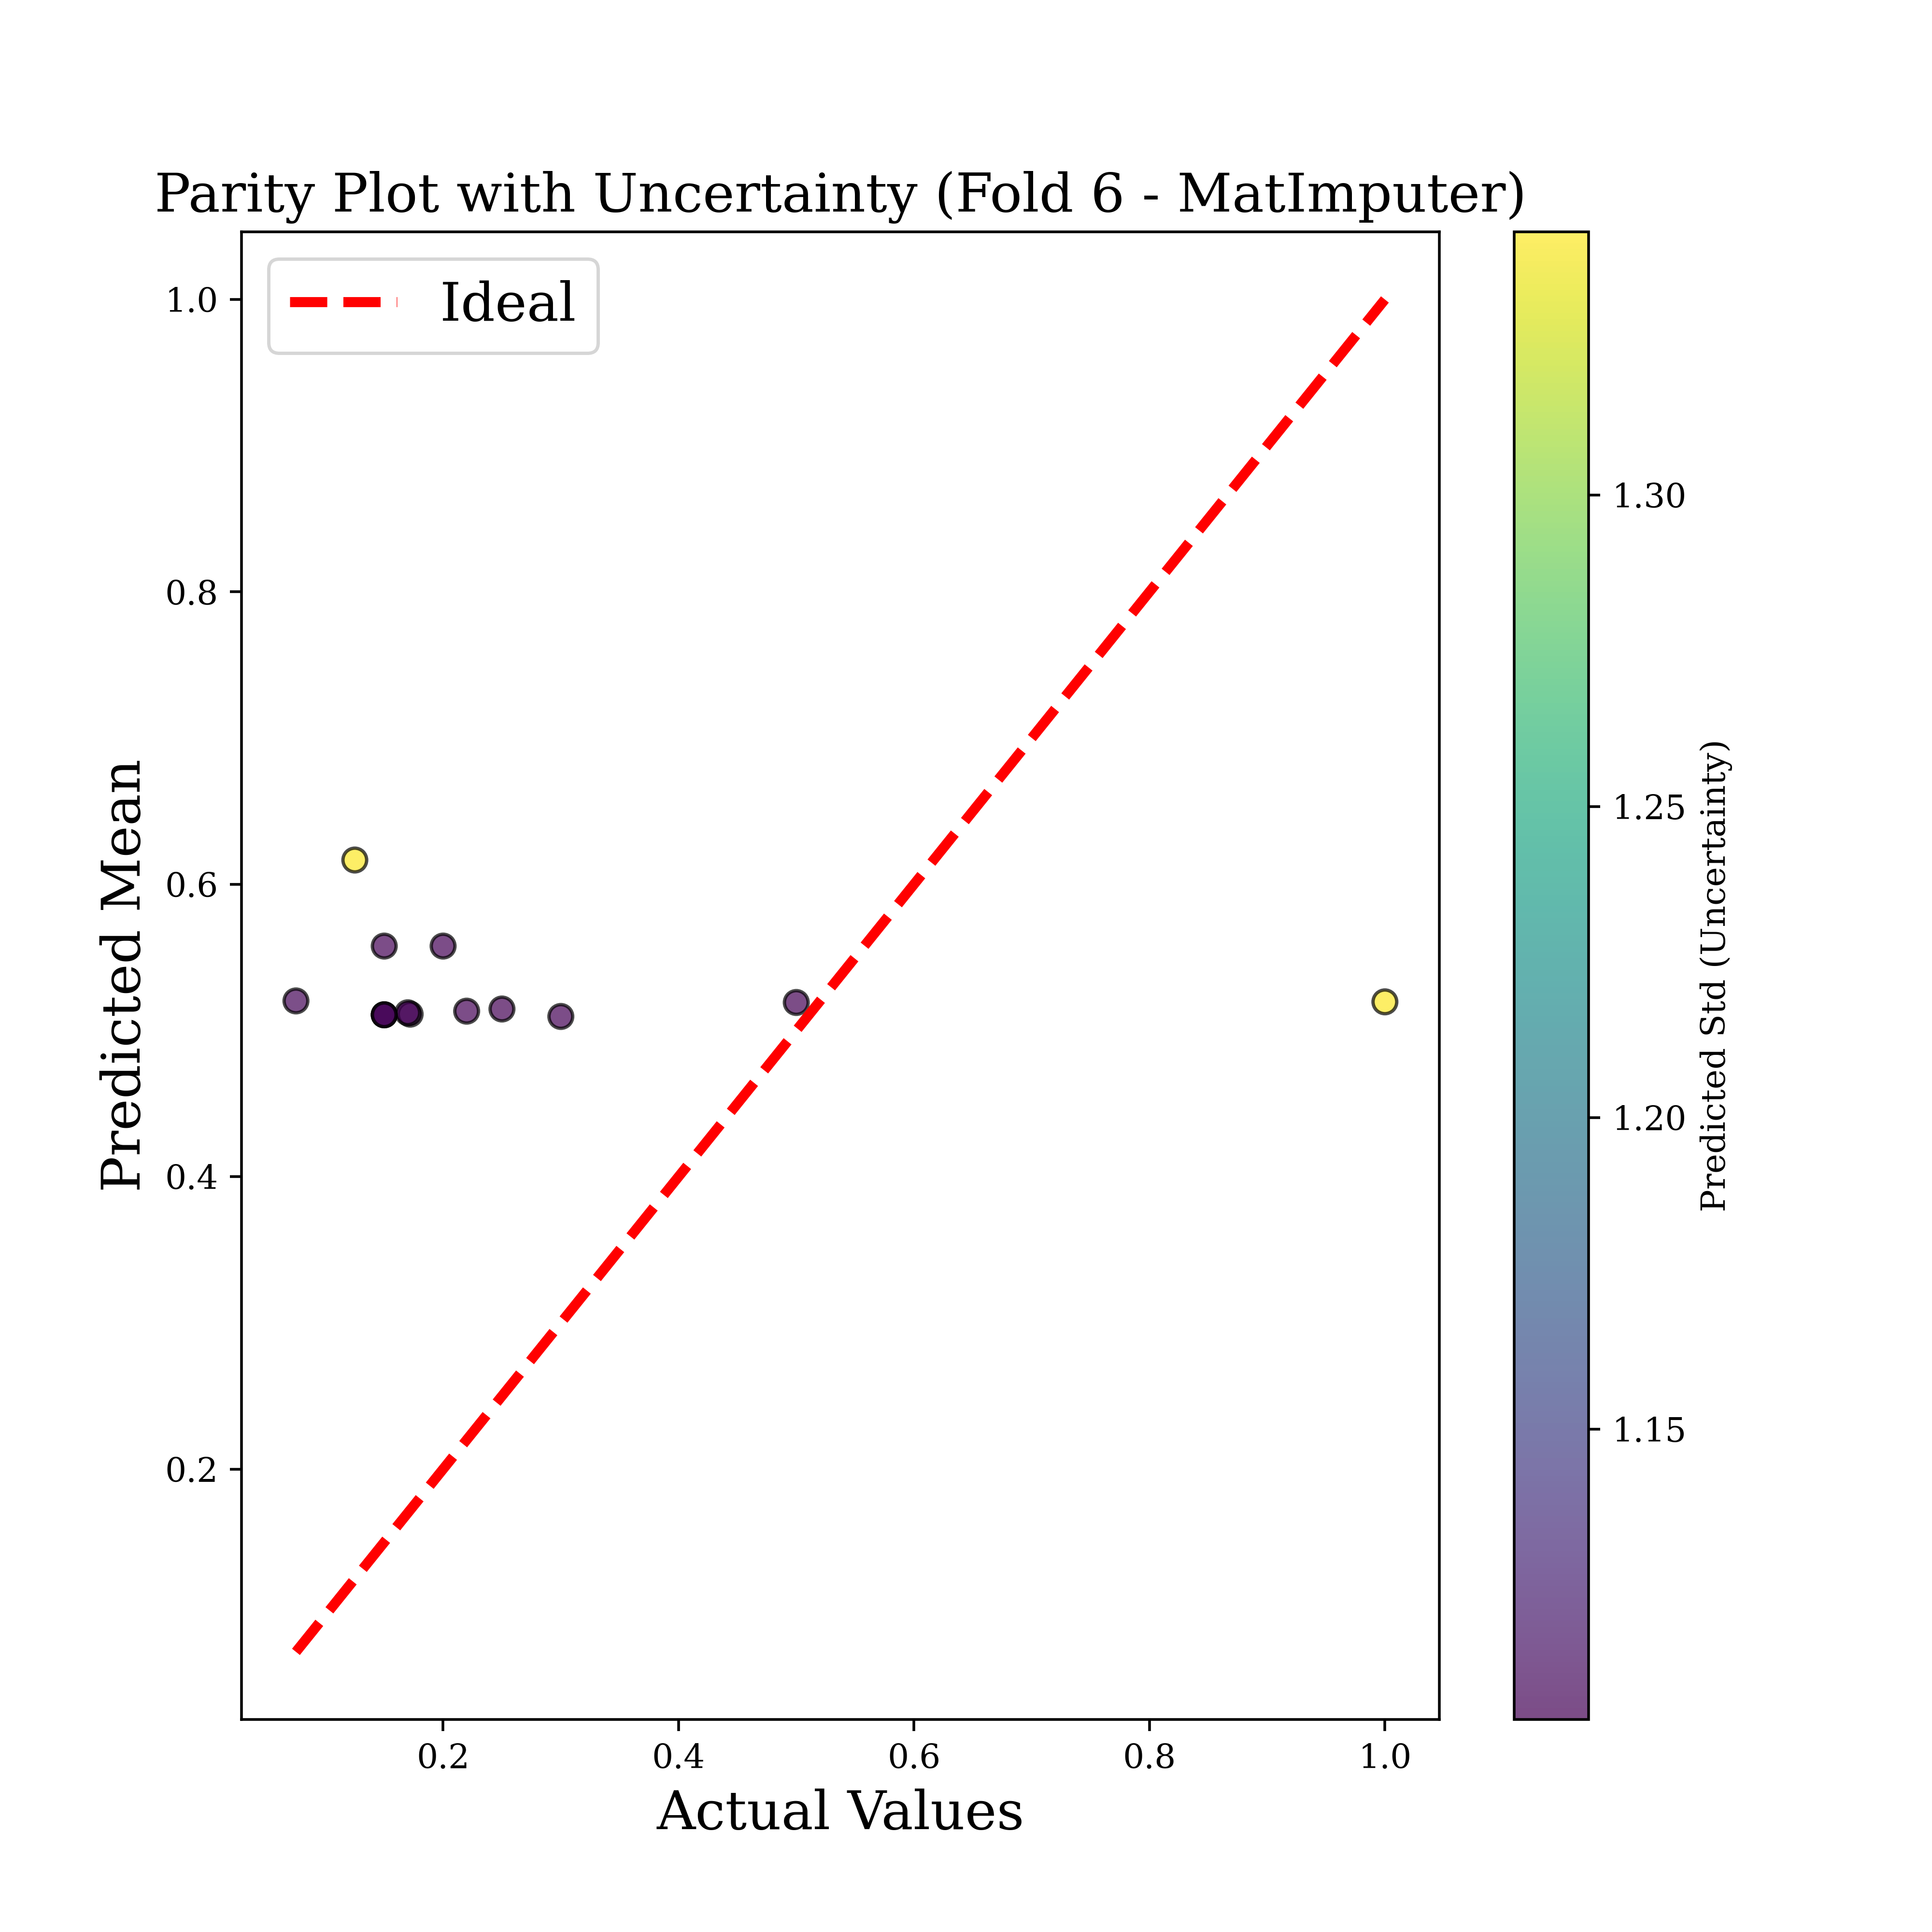 Parity Plot with Uncertainty (Fold 6 - MatImputer)
Ideal
1.0
0.8
0.6
0.4
0.2
Predicted Mean
0.2
0.4
0.6
0.8
1.0
Actual Values
1.30
1.25
1.20
1.15
Predicted Std (Uncertainty)